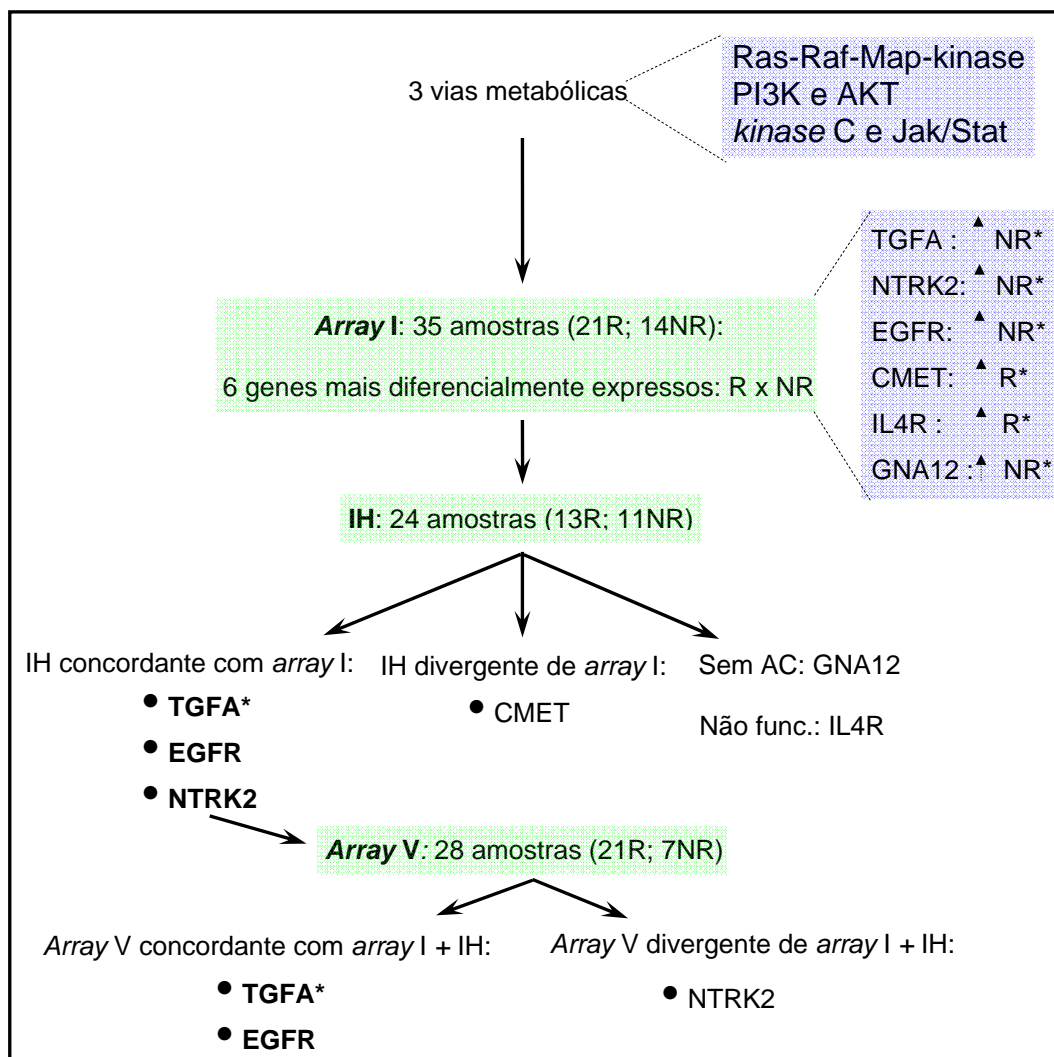 3 vias metabólicas
Ras-Raf-Map-kinase
PI3K e AKT
kinase C e Jak/Stat
Array I: 35 amostras (21R; 14NR):
6 genes mais diferencialmente expressos: R x NR
TGFA : ▲ NR*
NTRK2: ▲ NR*
EGFR: ▲ NR*
CMET: ▲ R*
IL4R : ▲ R*
GNA12 : ▲ NR*
IH: 24 amostras (13R; 11NR)
IH concordante com array I:
• TGFA*
• EGFR
• NTRK2
IH divergente de array I:
• CMET
Sem AC: GNA12
Não func.: IL4R
Array V: 28 amostras (21R; 7NR)
Array V concordante com array I + IH:
• TGFA*
• EGFR
Array V divergente de array I + IH:
• NTRK2